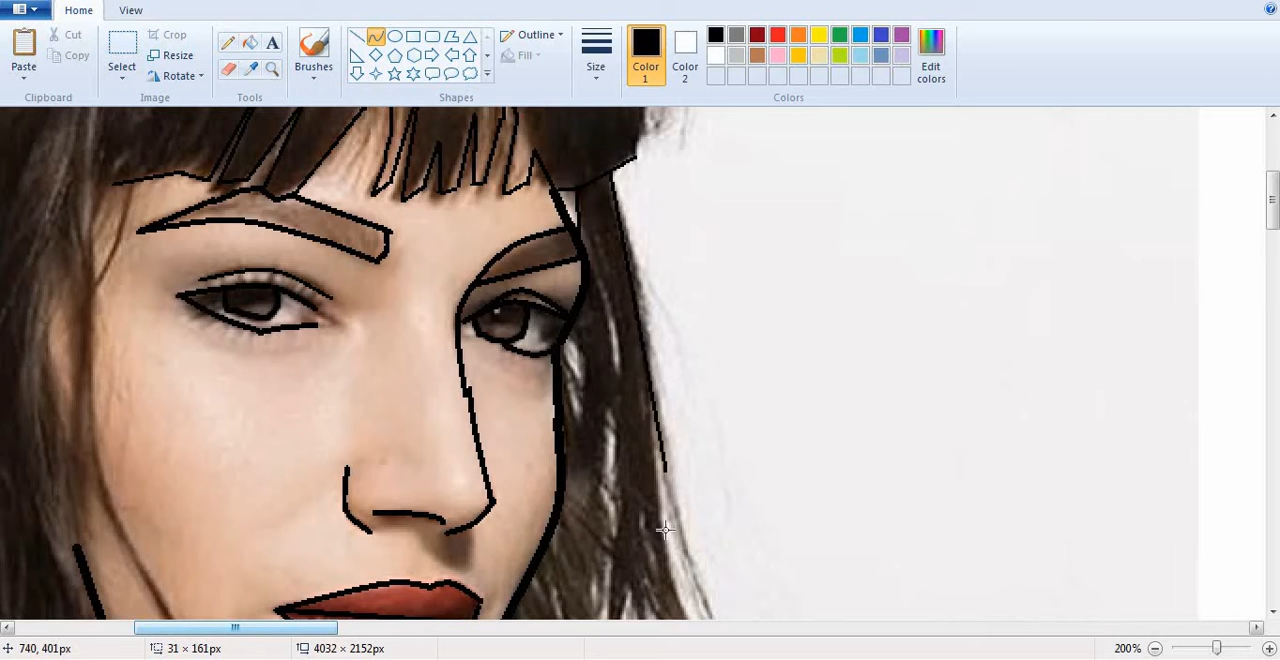 Home View
Cut
Copy
Paste
Clipboard
Select
Crop
Resize
Rotate
Image
A
Tools
Brushes
Outline
Fill
Shapes
Size
Color
1
Color
2
Edit
colors
Colors
740, 401px
31 × 161px
4032 × 2152px
200%